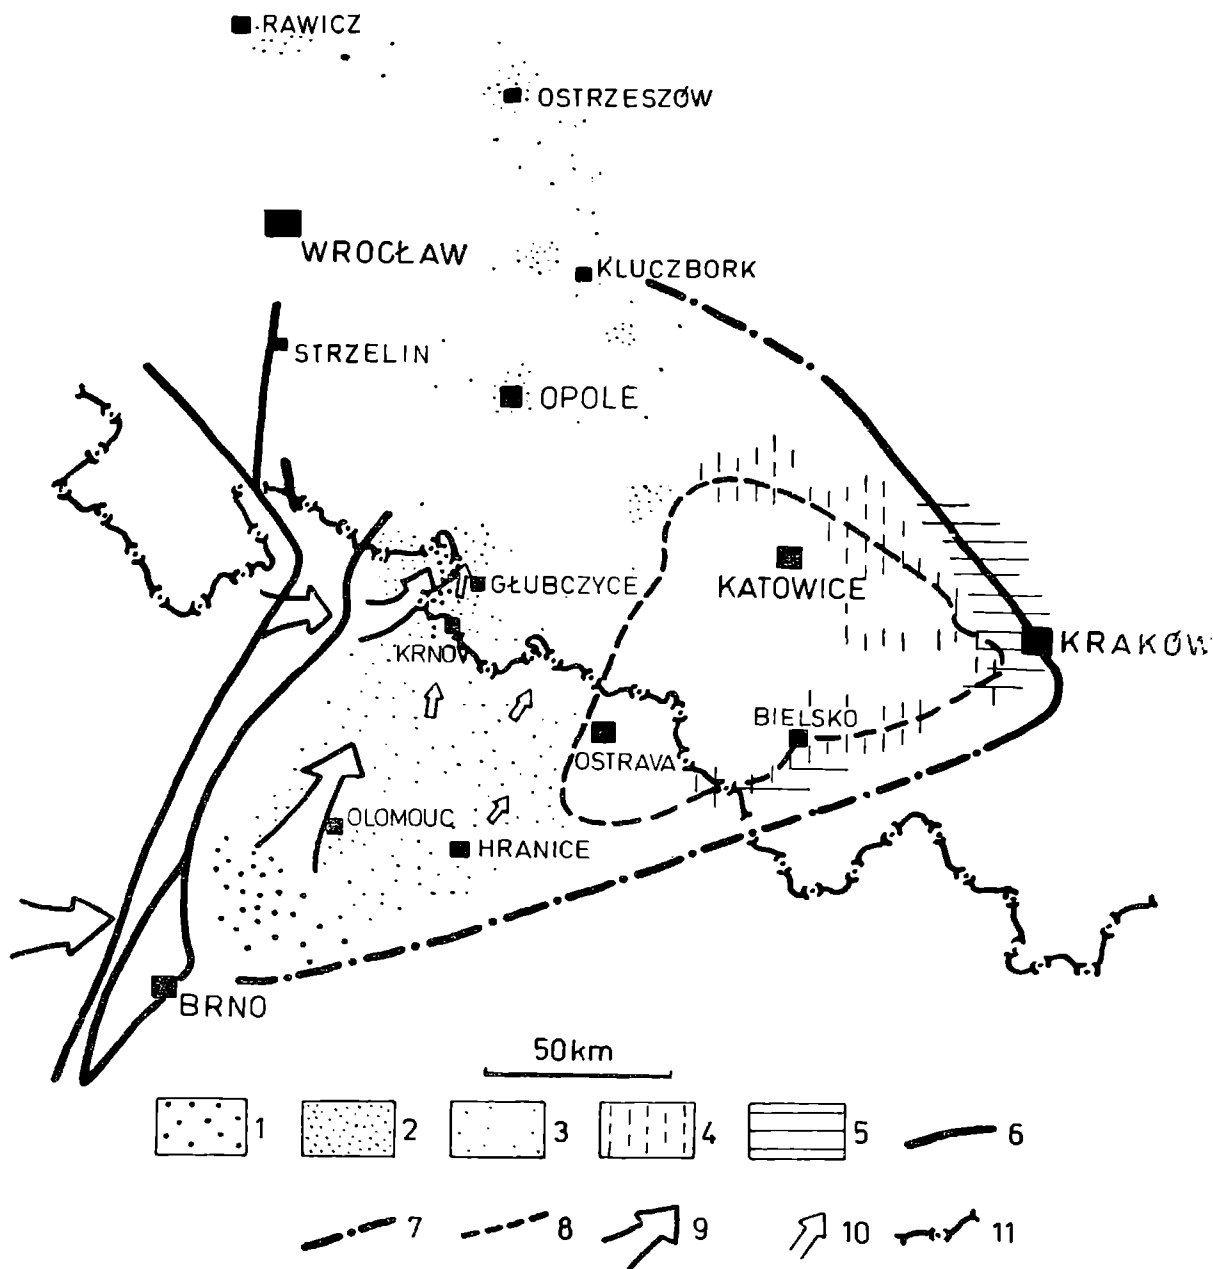 RAWICZ
OSTRZESZÓW
WROCŁAW
KLUCZBORK
STRZELIN
OPOLE
KATOWICE
GŁUBCZYCE
KRNOV
KRAKÓW
BIELSKO
OSTRAVA
OLOMOUC
HRANICE
BRNO
50km
1 2 3 4 5 6
7 8 9 10 11